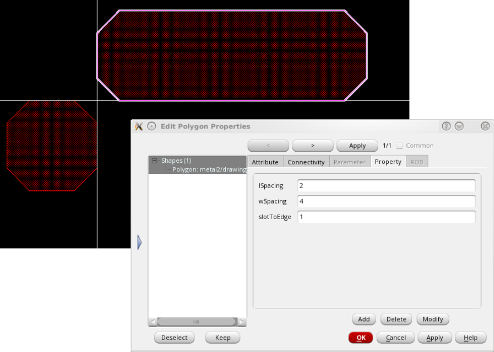 Edit Polygon Properties
< > Apply 1/1 Common
Shapes (1)
Polygon: metal2/drawing
Attribute Connectivity Parameter Property ROD
lSpacing 2
wSpacing 4
slotToEdge 1
Add Delete Modify
Deselect Keep OK Cancel Apply Help